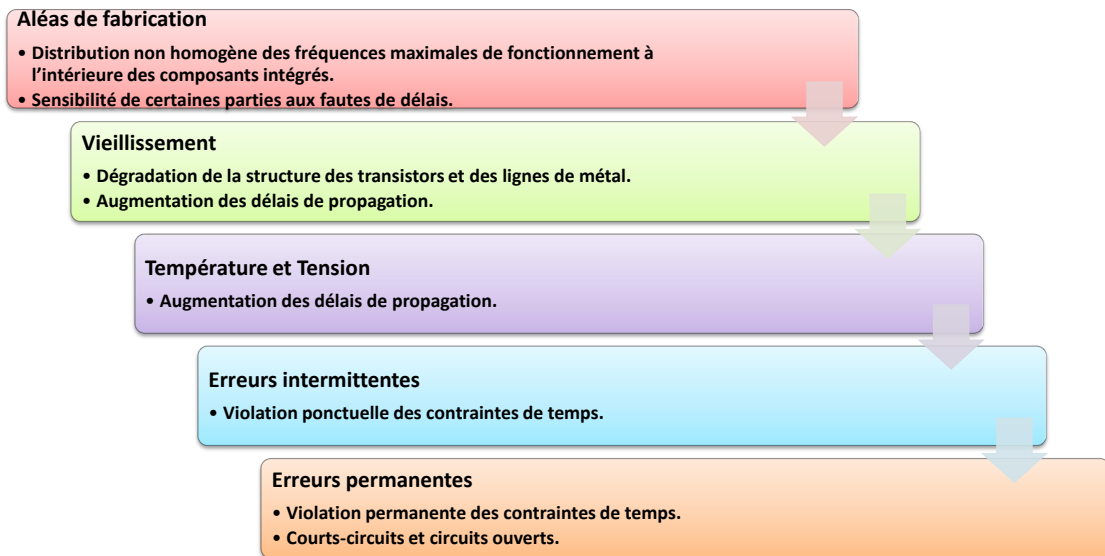 Aléas de fabrication
• Distribution non homogène des fréquences maximales de fonctionnement à
l’intérieure des composants intégrés.
• Sensibilité de certaines parties aux fautes de délais.
Vieillissement
• Dégradation de la structure des transistors et des lignes de métal.
• Augmentation des délais de propagation.
Température et Tension
• Augmentation des délais de propagation.
Erreurs intermittentes
• Violation ponctuelle des contraintes de temps.
Erreurs permanentes
• Violation permanente des contraintes de temps.
• Courts-circuits et circuits ouverts.